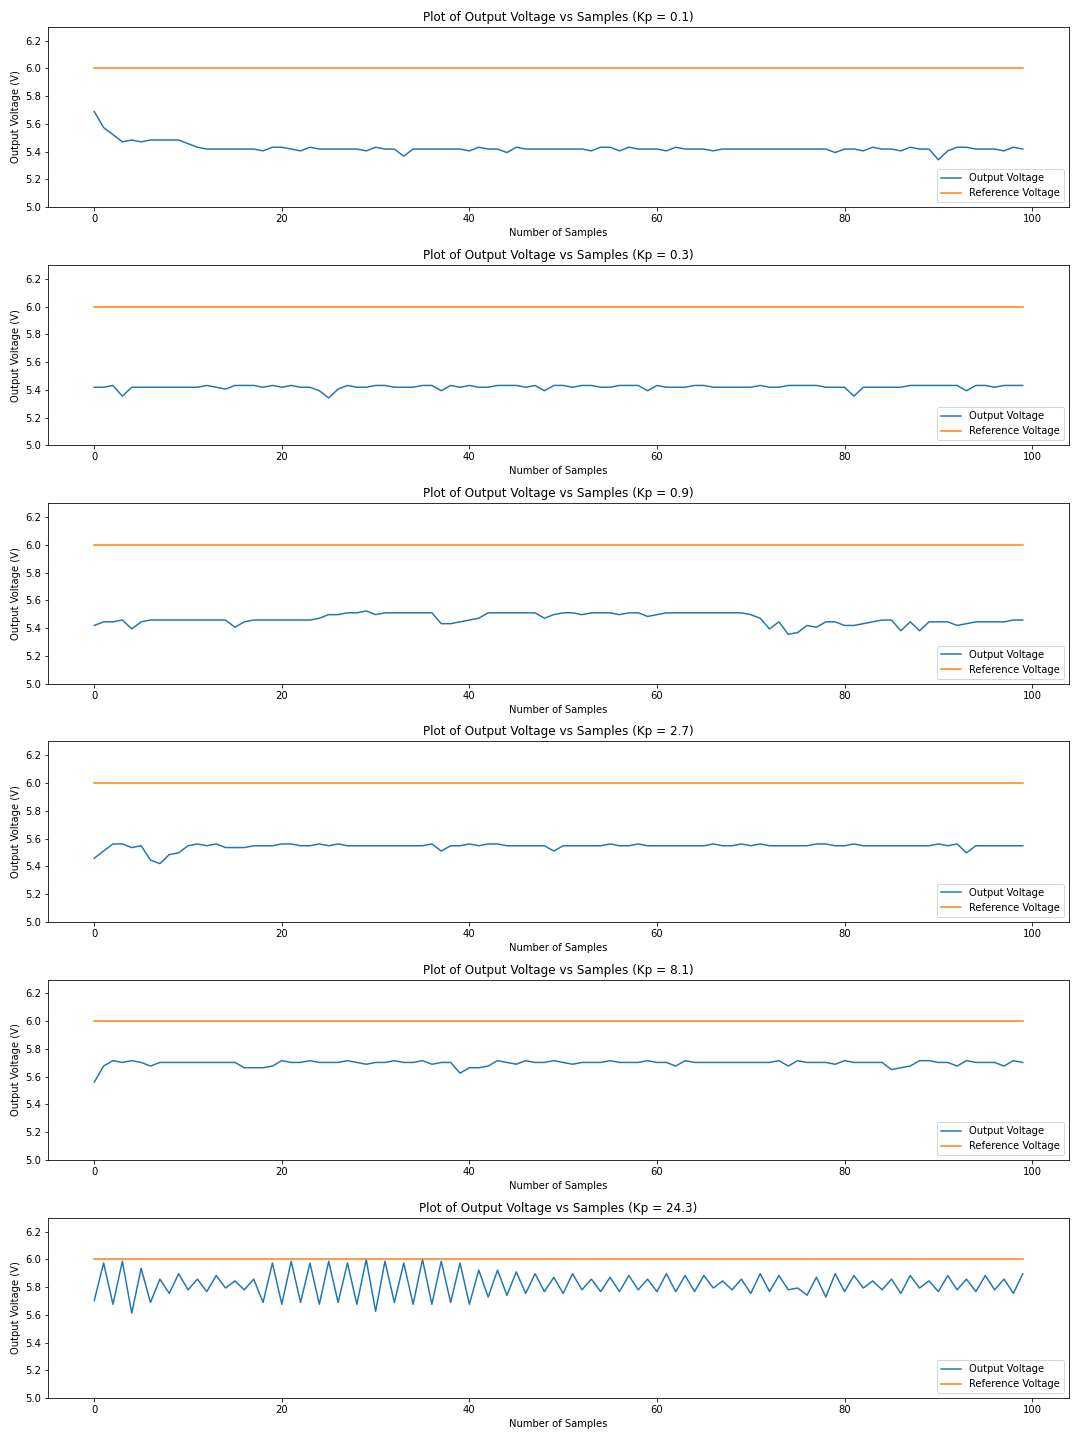 Plot of Output Voltage vs Samples (Kp = 0.1)
6.2
6.0
5.8
5.6
5.4
5.2
5.0
Output Voltage (V)
Output Voltage
Reference Voltage
0 20 40 60 80 100
Number of Samples
Plot of Output Voltage vs Samples (Kp = 0.3)
6.2
6.0
5.8
5.6
5.4
5.2
5.0
Output Voltage (V)
Output Voltage
Reference Voltage
0 20 40 60 80 100
Number of Samples
Plot of Output Voltage vs Samples (Kp = 0.9)
6.2
6.0
5.8
5.6
5.4
5.2
5.0
Output Voltage (V)
Output Voltage
Reference Voltage
0 20 40 60 80 100
Number of Samples
Plot of Output Voltage vs Samples (Kp = 2.7)
6.2
6.0
5.8
5.6
5.4
5.2
5.0
Output Voltage (V)
Output Voltage
Reference Voltage
0 20 40 60 80 100
Number of Samples
Plot of Output Voltage vs Samples (Kp = 8.1)
6.2
6.0
5.8
5.6
5.4
5.2
5.0
Output Voltage (V)
Output Voltage
Reference Voltage
0 20 40 60 80 100
Number of Samples
Plot of Output Voltage vs Samples (Kp = 24.3)
6.2
6.0
5.8
5.6
5.4
5.2
5.0
Output Voltage (V)
Output Voltage
Reference Voltage
0 20 40 60 80 100
Number of Samples